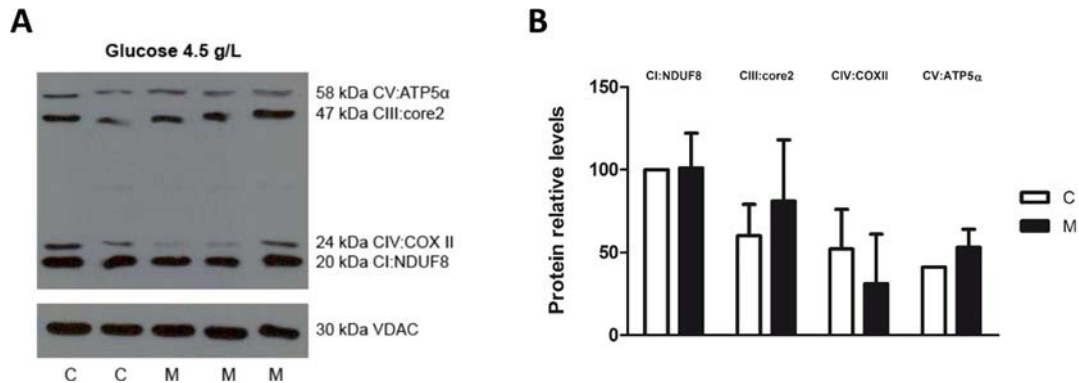 A
Glucose 4.5 g/L
58 kDa CV:ATP5α
47 kDa CIII:core2
24 kDa CIV:COX II
20 kDa CI:NDUF8
30 kDa VDAC
C C M M M
B
CI:NDUF8 CIII:core2 CIV:COXII CV:ATP5α
150
100
50
0
Protein relative levels
C
M